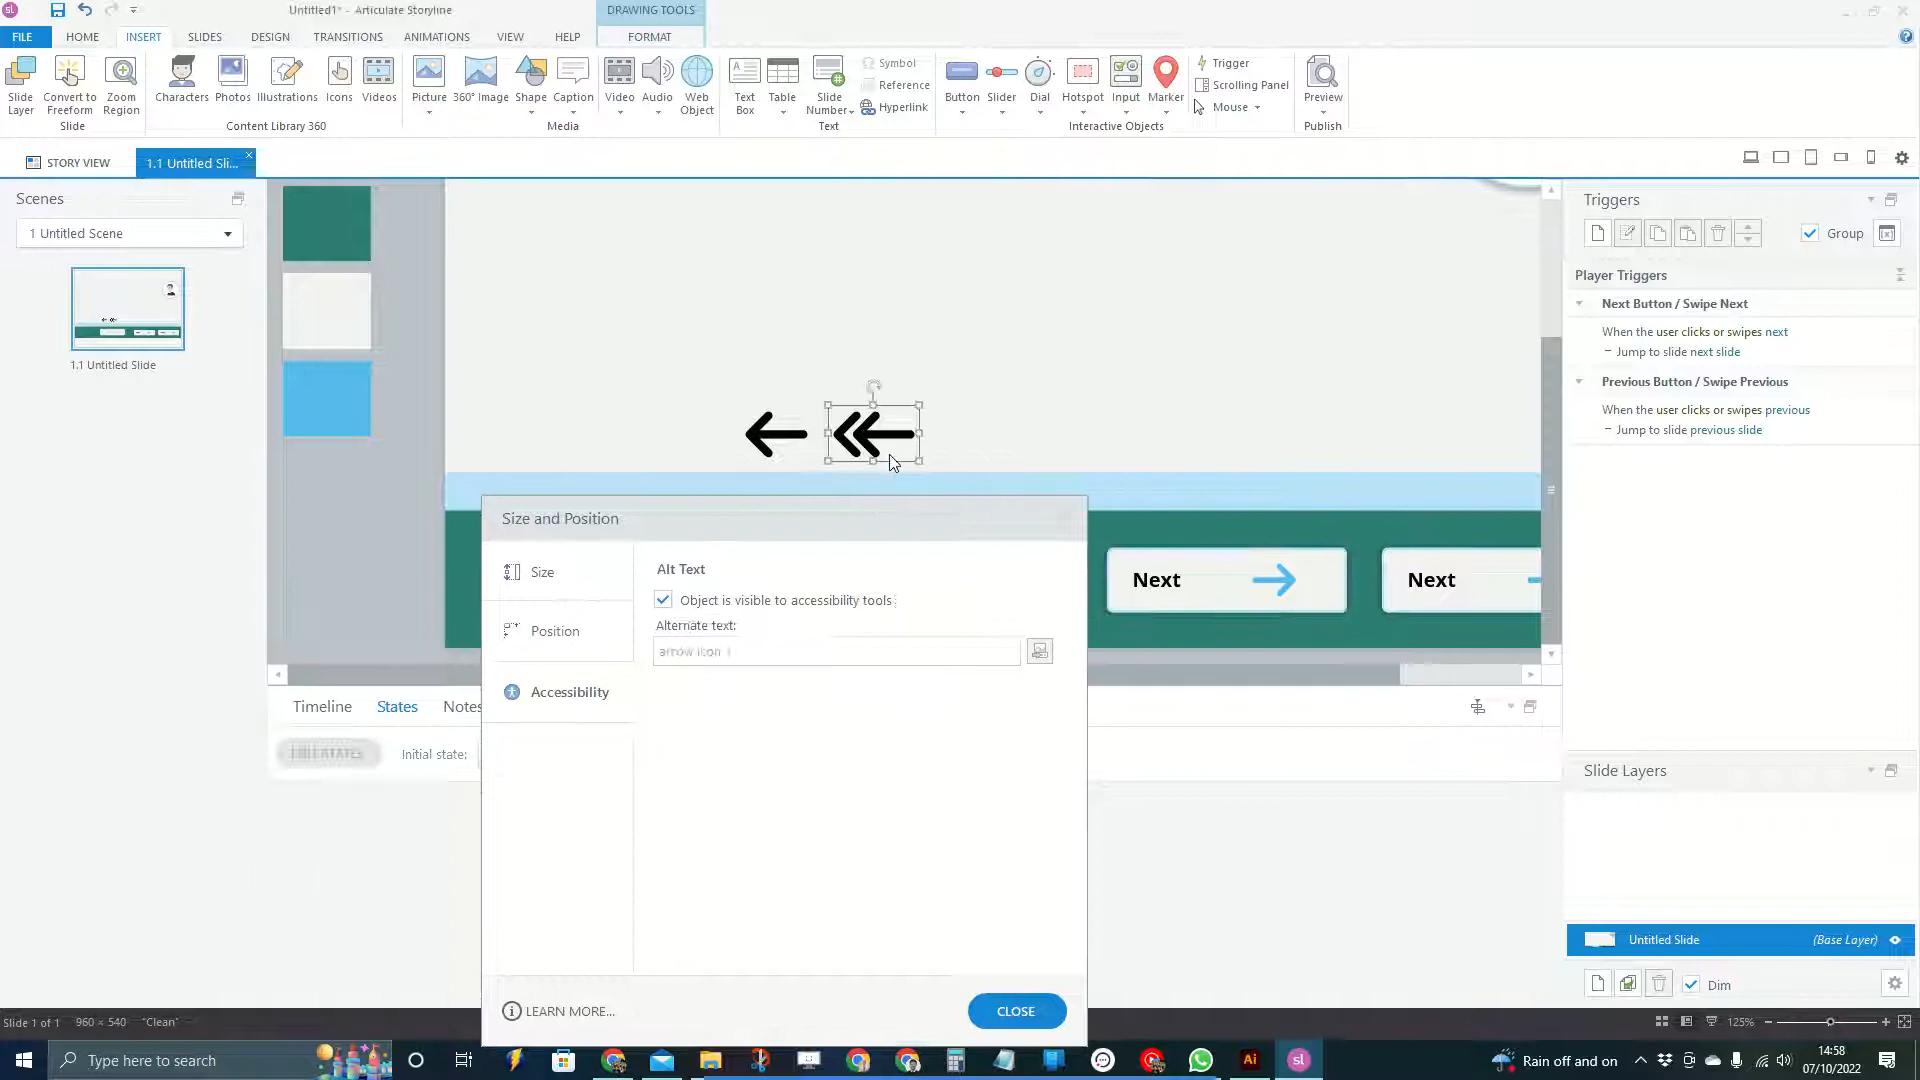 Untitled1* - Articulate Storyline
DRAWING TOOLS
FILE
HOME
INSERT
SLIDES
DESIGN
TRANSITIONS
ANIMATIONS
VIEW
HELP
FORMAT
Slide Layer
Convert to Freeform
Zoom Region
Slide
Characters
Photos
Illustrations
Icons
Videos
Content Library 360
Picture
360° Image
Shape
Caption
Video
Audio
Web Object
Media
Text Box
Table
Slide Number
Symbol
Reference
Hyperlink
Text
Button
Slider
Dial
Hotspot
Input
Marker
Trigger
Scrolling Panel
Mouse
Interactive Objects
Preview
Publish
STORY VIEW
1.1 Untitled Sli...
Scenes
1 Untitled Scene
1.1 Untitled Slide
Next
Next
Size and Position
Size
Position
Accessibility
Alt Text
Object is visible to accessibility tools
Alternate text:
arrow icon 1
LEARN MORE...
CLOSE
Timeline
States
Notes
Initial state:
Triggers
Group
Player Triggers
Next Button / Swipe Next
When the user clicks or swipes next
- Jump to slide next slide
Previous Button / Swipe Previous
When the user clicks or swipes previous
- Jump to slide previous slide
Slide Layers
Untitled Slide
(Base Layer)
Dim
Slide 1 of 1
960 × 540
"Clean"
125%
Type here to search
Rain off and on
14:58
07/10/2022